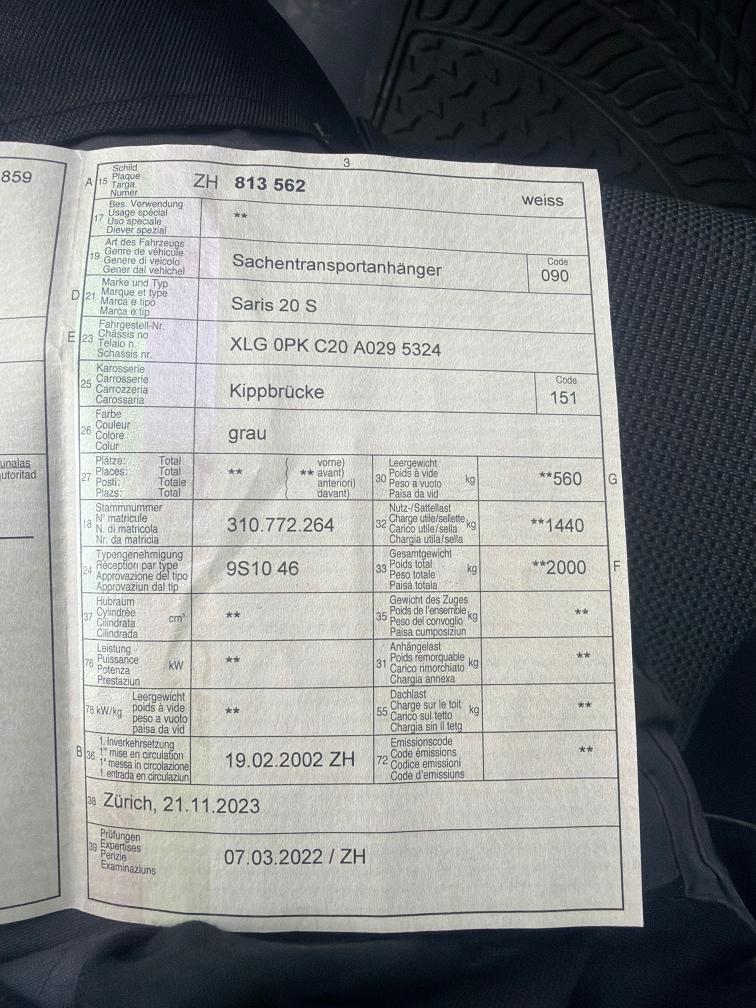 3
859
A 15 Schild
Plaque
Targa
Numer
ZH 813 562
weiss
17 Bes. Verwendung
Usage spécial
Uso speciale
Diever spezial
**
19 Art des Fahrzeugs
Genre de véhicule
Genere di veicolo
Gener dal vehichel
Sachentransportanhänger
Code
090
D 21 Marke und Typ
Marque et type
Marca e tipo
Marca e tip
Saris 20 S
E 23 Fahrgestell-Nr.
Châssis no
Telaio n.
Schassis nr.
XLG 0PK C20 A029 5324
25 Karosserie
Carrosserie
Carrozzeria
Carossaria
Kippbrücke
Code
151
26 Farbe
Couleur
Colore
Colur
grau
unalas
utoritad
27 Plätze: Total
Places: Total
Posti: Totale
Plazs: Total
**
vorne)
** avant)
anteriori)
davant)
30 Leergewicht
Poids à vide
Peso a vuoto
Paisa da vid
kg
**560
G
18 Stammnummer
N° matricule
N. di matricola
Nr. da matricla
310.772.264
32 Nutz-/Sattellast
Charge utile/sellette
Carico utile/sella
Chargia utila/sella
kg
**1440
24 Typengenehmigung
Réception par type
Approvazione del tipo
Approvaziun dal tip
9S10 46
33 Gesamtgewicht
Poids total
Peso totale
Paisa totala
kg
**2000
F
37 Hubraum
Cylindrée
Cilindrata
Cilindrada
cm³
**
35 Gewicht des Zuges
Poids de l'ensemble
Peso del convoglio
Paisa cumposiziun
kg
**
76 Leistung
Puissance
Potenza
Prestaziun
kW
**
31 Anhängelast
Poids remorquable
Carico rimorchiato
Chargia annexa
kg
**
78 kW/kg
Leergewicht
poids à vide
peso a vuoto
paisa da vid
**
55 Dachlast
Charge sur le toit
Carico sul tetto
Chargia sin il tetg
kg
**
B 36 1. Inverkehrsetzung
1re mise en circulation
1a messa in circolazione
1. entrada en circulaziun
19.02.2002 ZH
72 Emissionscode
Code émissions
Codice emissioni
Code d'emissiuns
**
38 Zürich, 21.11.2023
39 Prüfungen
Expertises
Perizie
Examinaziuns
07.03.2022 / ZH